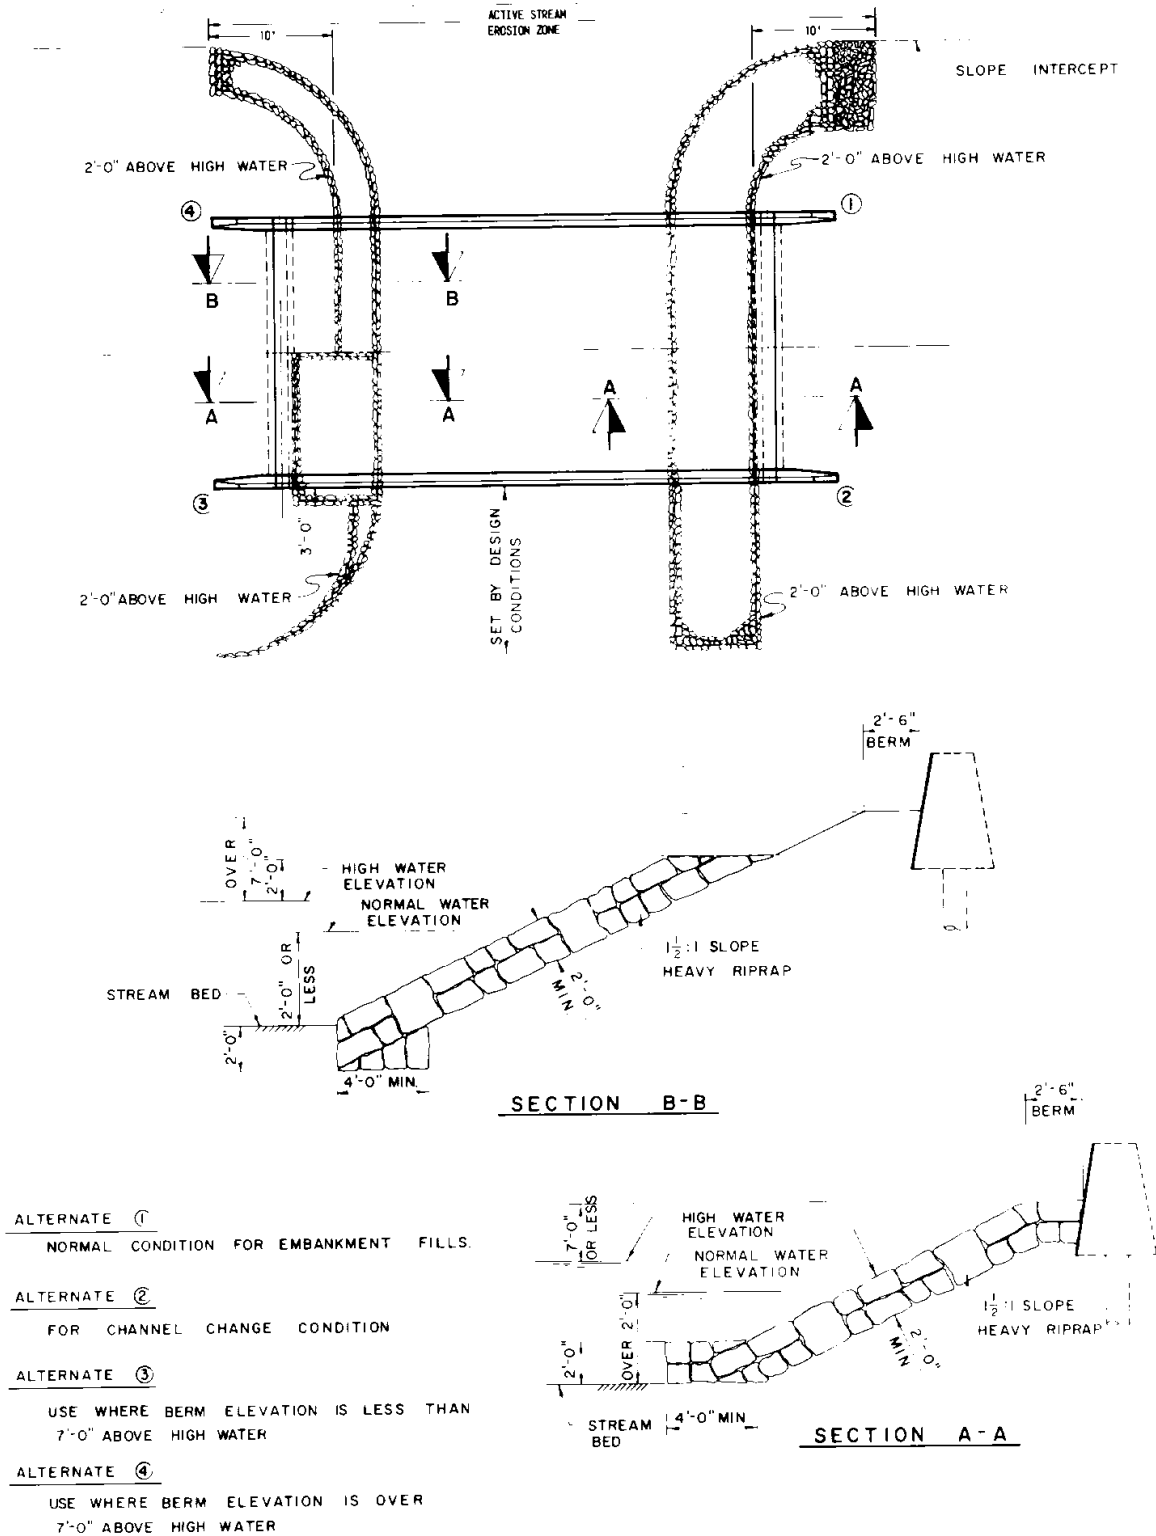 ACTIVE STREAM
EROSION ZONE
10'
10'
SLOPE INTERCEPT
2'-0" ABOVE HIGH WATER
2'-0" ABOVE HIGH WATER
④
①
B
B
A
A
A
A
③
②
3'-0"
SET BY DESIGN
CONDITIONS
2'-0" ABOVE HIGH WATER
2'-0" ABOVE HIGH WATER
2'-6"
BERM
OVER
7'-0"
2'-0"
HIGH WATER
ELEVATION
NORMAL WATER
ELEVATION
1 1/2:1 SLOPE
HEAVY RIPRAP
2'-0"
MIN.
STREAM BED
2'-0" OR
LESS
2'-0"
4'-0" MIN.
SECTION B-B
2'-6"
BERM
7'-0"
OR LESS
HIGH WATER
ELEVATION
NORMAL WATER
ELEVATION
1 1/2:1 SLOPE
HEAVY RIPRAP
2'-0"
MIN
2'-0"
OVER 2'-0"
STREAM
BED
4'-0" MIN
SECTION A-A
ALTERNATE ①
NORMAL CONDITION FOR EMBANKMENT FILLS.
ALTERNATE ②
FOR CHANNEL CHANGE CONDITION
ALTERNATE ③
USE WHERE BERM ELEVATION IS LESS THAN
7'-0" ABOVE HIGH WATER
ALTERNATE ④
USE WHERE BERM ELEVATION IS OVER
7'-0" ABOVE HIGH WATER